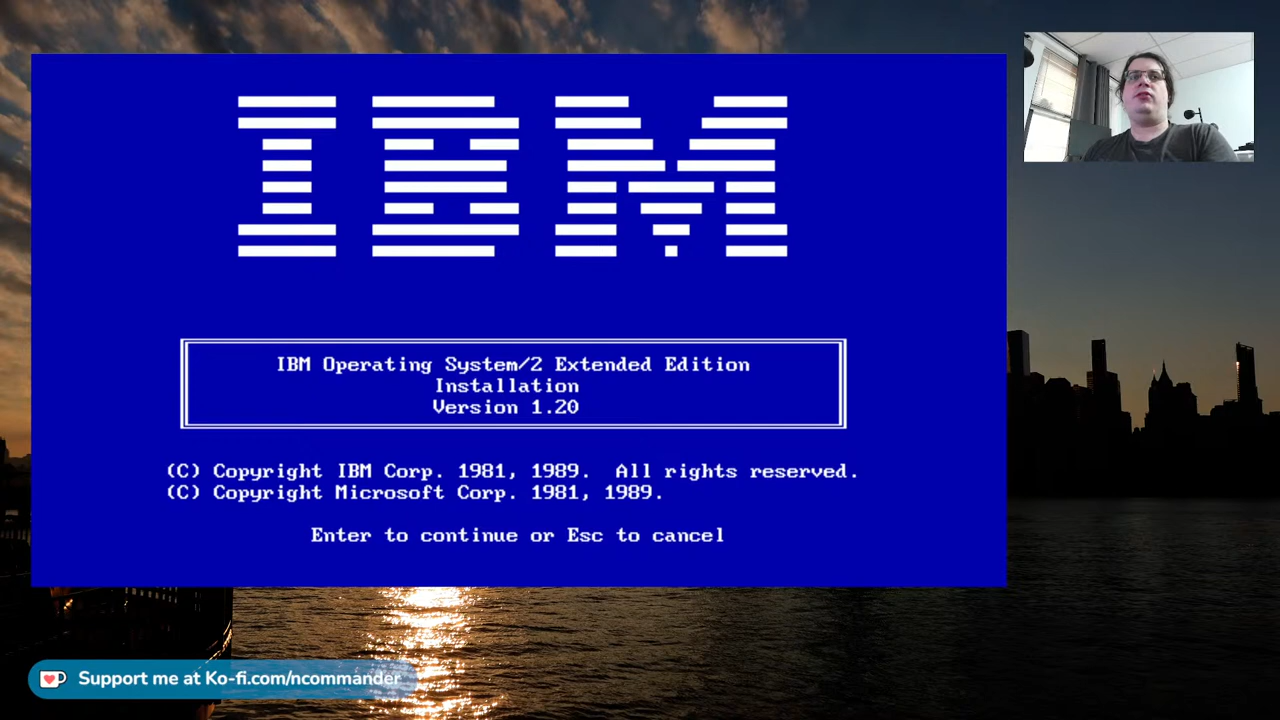 IBM
IBM Operating System/2 Extended Edition
Installation
Version 1.20
(C) Copyright IBM Corp. 1981, 1989.  All rights reserved.
(C) Copyright Microsoft Corp. 1981, 1989.
Enter to continue or Esc to cancel
Support me at Ko-fi.com/ncommander